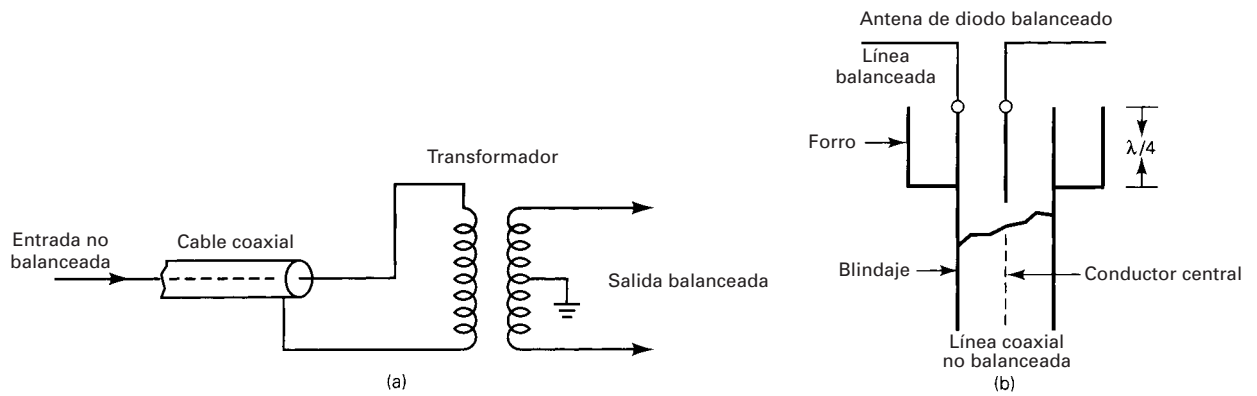 Transformador
Entrada no
balanceada
Cable coaxial
Salida balanceada
(a)
Antena de diodo balanceado
Línea
balanceada
Forro
λ/4
Blindaje
Conductor central
Línea coaxial
no balanceada
(b)